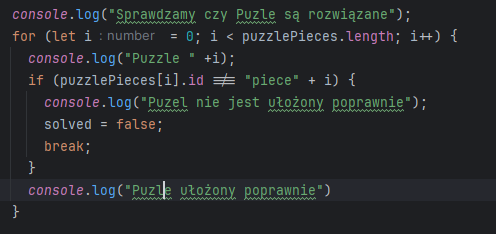 console.log("Sprawdzamy czy Puzle są rozwiązane");
for (let i : number = 0; i < puzzlePieces.length; i++) {
console.log("Puzzle " +i);
if (puzzlePieces[i].id !== "piece" + i) {
console.log("Puzel nie jest ułożony poprawnie");
solved = false;
break;
}
console.log("Puzle ułożony poprawnie")
}